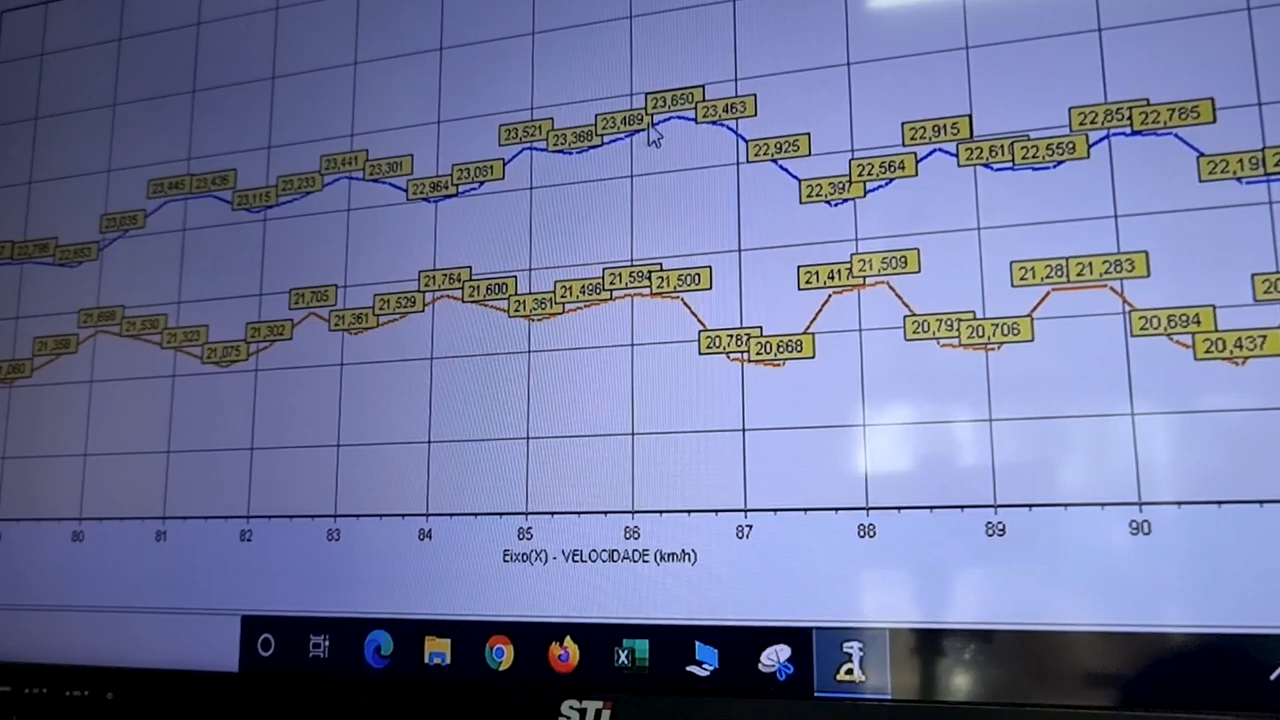 23,650
23,463
23,521 23,368 23,489
22,852 22,785
22,915
23,445 23,436 23,115 23,233 23,441 23,301
22,964 23,061
22,925
22,397 22,564
22,559
23,035
22,796 22,653
21,764 21,600 21,361 21,496 21,594 21,500
21,417 21,509
21,283
21,698 21,530 21,323 21,075 21,302 21,705 21,361 21,529
21,358
20,787 20,668
20,706
20,694
20,437
80 81 82 83 84 85 86 87 88 89 90
Eixo(X) - VELOCIDADE (km/h)
STi